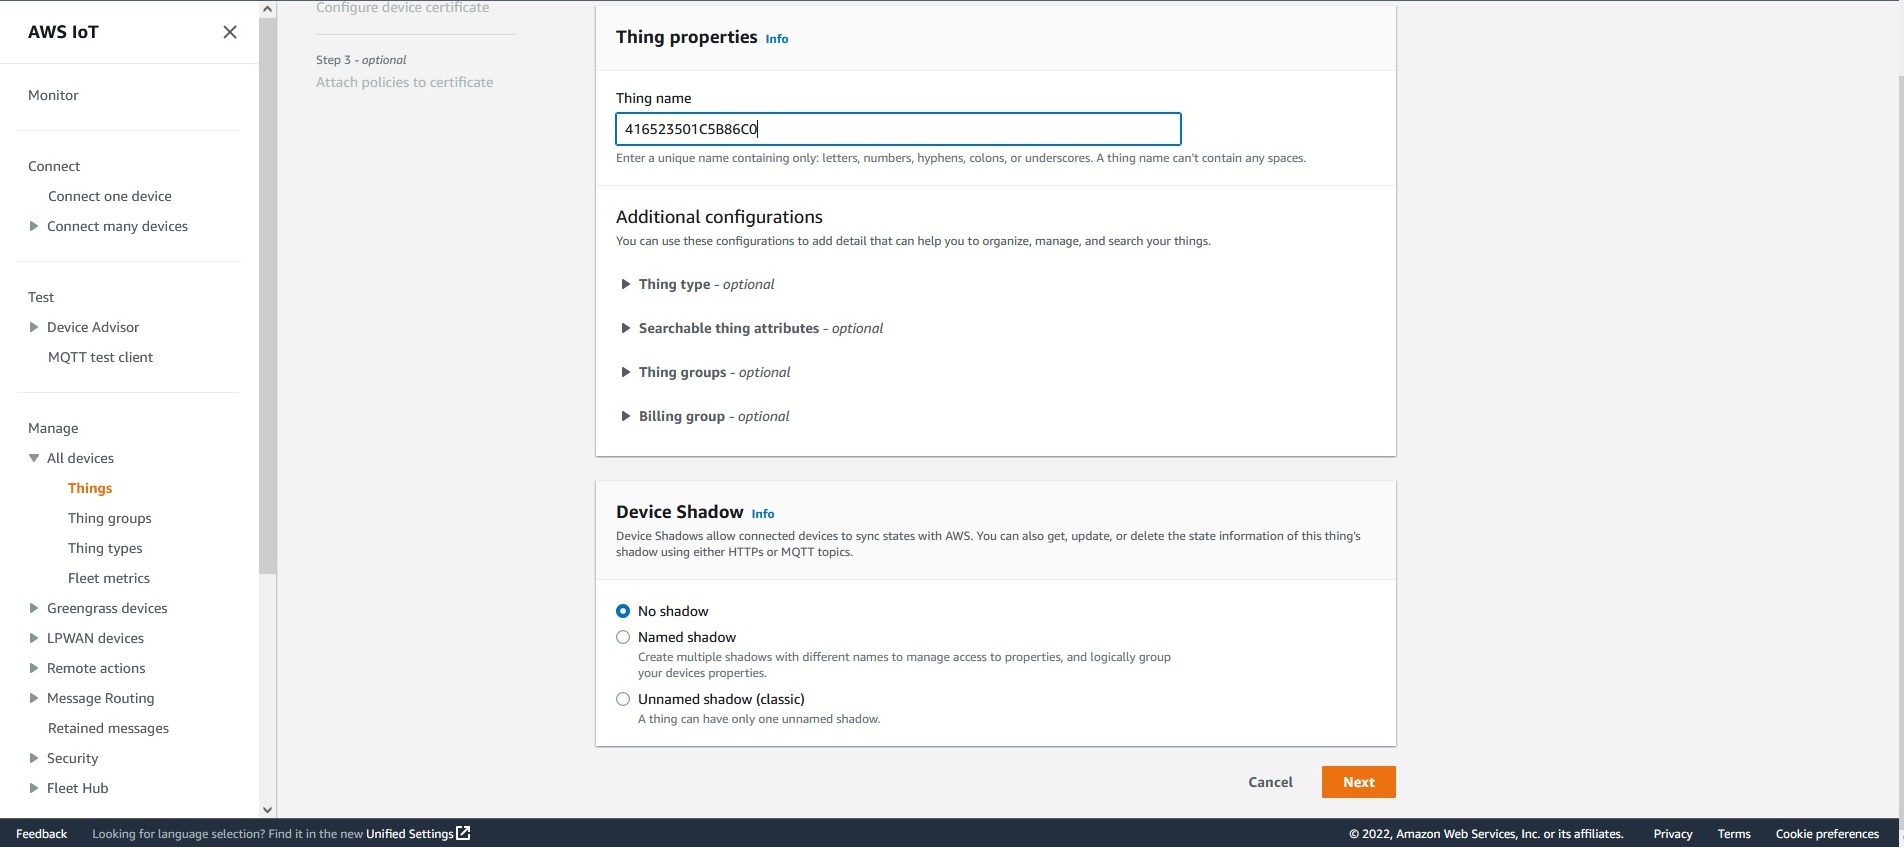 AWS IoT
Monitor
Connect
Connect one device
Connect many devices
Test
Device Advisor
MQTT test client
Manage
All devices
Things
Thing groups
Thing types
Fleet metrics
Greengrass devices
LPWAN devices
Remote actions
Message Routing
Retained messages
Security
Fleet Hub
Configure device certificate
Step 3 - optional
Attach policies to certificate
Thing properties Info
Thing name
416523501C5B86C0
Enter a unique name containing only: letters, numbers, hyphens, colons, or underscores. A thing name can't contain any spaces.
Additional configurations
You can use these configurations to add detail that can help you to organize, manage, and search your things.
Thing type - optional
Searchable thing attributes - optional
Thing groups - optional
Billing group - optional
Device Shadow Info
Device Shadows allow connected devices to sync states with AWS. You can also get, update, or delete the state information of this thing's
shadow using either HTTPs or MQTT topics.
No shadow
Named shadow
Create multiple shadows with different names to manage access to properties, and logically group
your devices properties.
Unnamed shadow (classic)
A thing can have only one unnamed shadow.
Cancel Next
Feedback Looking for language selection? Find it in the new Unified Settings © 2022, Amazon Web Services, Inc. or its affiliates. Privacy Terms Cookie preferences